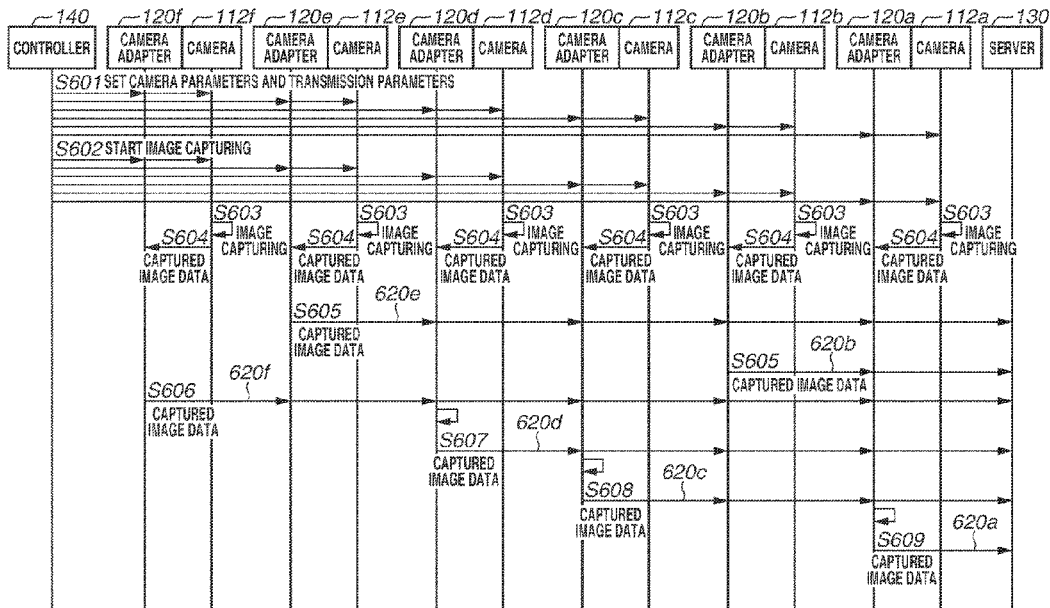 140 120f 112f 120e 112e 120d 112d 120c 112c 120b 112b 120a 112a 130
CONTROLLER CAMERA ADAPTER CAMERA CAMERA ADAPTER CAMERA CAMERA ADAPTER CAMERA CAMERA ADAPTER CAMERA CAMERA ADAPTER CAMERA CAMERA ADAPTER CAMERA SERVER
S601 SET CAMERA PARAMETERS AND TRANSMISSION PARAMETERS
S602 START IMAGE CAPTURING
S603 S603 S603 S603 S603 S603
IMAGE CAPTURING IMAGE CAPTURING IMAGE CAPTURING IMAGE CAPTURING IMAGE CAPTURING IMAGE CAPTURING
S604 S604 S604 S604 S604 S604
CAPTURED IMAGE DATA CAPTURED IMAGE DATA CAPTURED IMAGE DATA CAPTURED IMAGE DATA CAPTURED IMAGE DATA CAPTURED IMAGE DATA
S605 620e
CAPTURED IMAGE DATA
S605 620b
CAPTURED IMAGE DATA
S606 620f
CAPTURED IMAGE DATA
S607 620d
CAPTURED IMAGE DATA
S608 620c
CAPTURED IMAGE DATA
S609 620a
CAPTURED IMAGE DATA